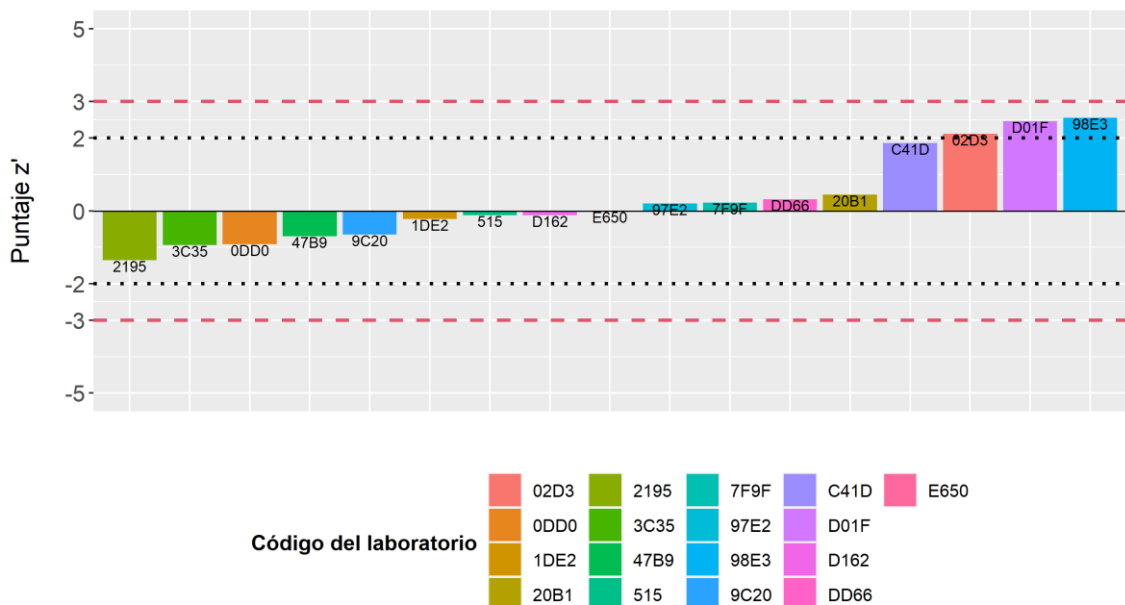 Puntaje z'
5
3
2
0
-2
-3
-5
2195
3C35
0DD0
47B9
9C20
1DE2
515
D162
E650
97E2
7F9F
DD66
20B1
C41D
02D3
D01F
98E3
Código del laboratorio
02D3 2195 7F9F C41D E650
0DD0 3C35 97E2 D01F
1DE2 47B9 98E3 D162
20B1 515 9C20 DD66